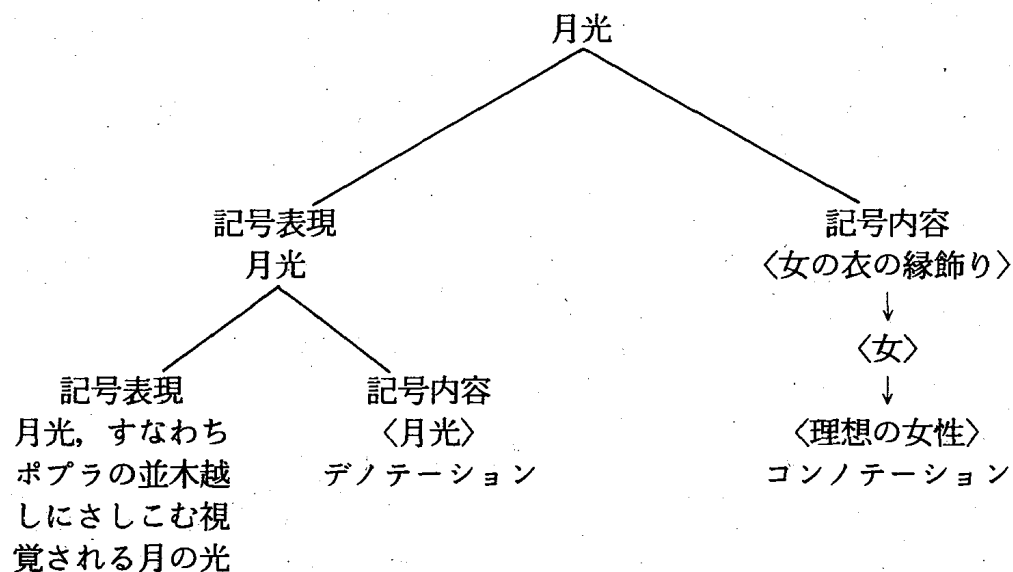 月光
記号表現
月光
記号内容
〈女の衣の縁飾り〉
↓
〈女〉
↓
〈理想の女性〉
コンノテーション
記号表現
月光，すなわち
ポプラの並木越
しにさしこむ視
覚される月の光
記号内容
〈月光〉
デノテーション